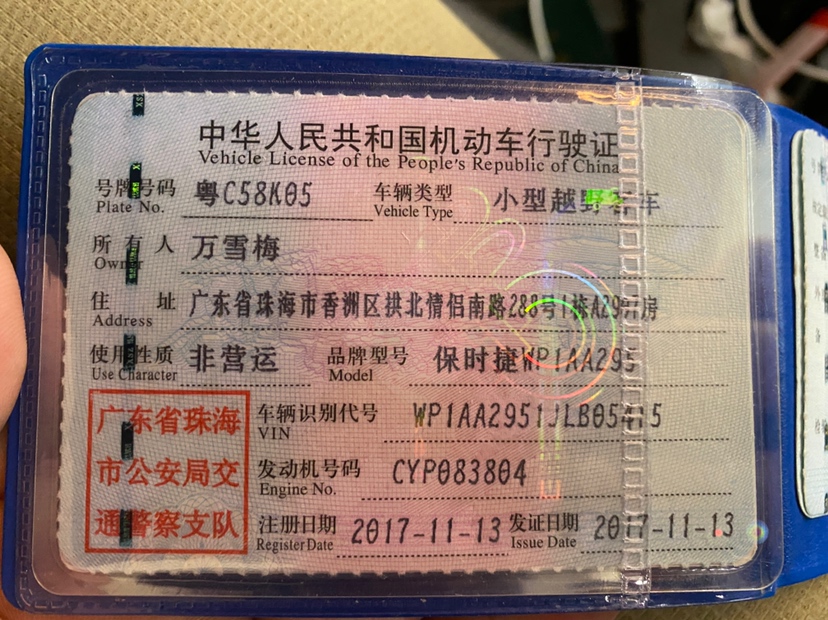 中华人民共和国机动车行驶证
Vehicle License of the People's Republic of China
号牌号码 粤C58K05 车辆类型 小型越野客车
Plate No. Vehicle Type
所有人 万雪梅
Owner
住址 广东省珠海市香洲区拱北情侣南路288号1栋
Address
使用性质 非营运 品牌型号 保时捷WP1AA295
Use Character Model
广东省珠海 车辆识别代号
VIN
市公安局交 发动机号码 CYP083804
Engine No.
通警察支队 注册日期 2017-11-13 发证日期 2017-11-13
Register Date Issue Date